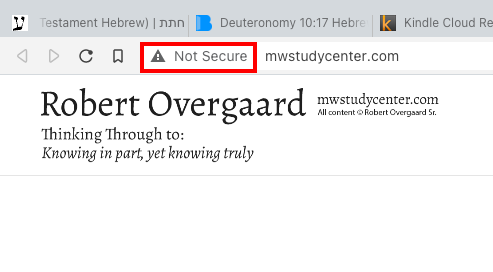 ע Testament Hebrew) | חתת
Deuteronomy 10:17 Hebre
Kindle Cloud Re
Not Secure mwstudycenter.com
Robert Overgaard mwstudycenter.com
All content © Robert Overgaard Sr.
Thinking Through to:
Knowing in part, yet knowing truly